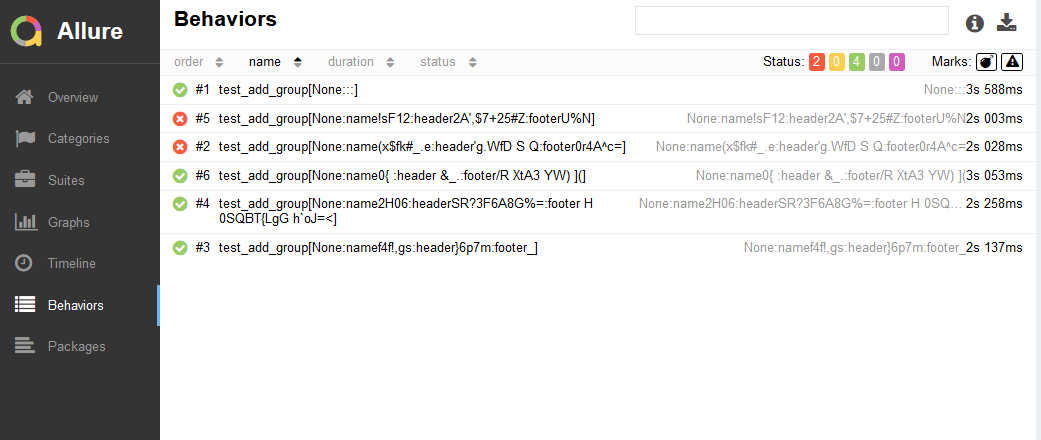 Allure
Overview
Categories
Suites
Graphs
Timeline
Behaviors
Packages
Behaviors
order name duration status Status: 2 0 4 0 0 Marks:
#1 test_add_group[None:::] None:::3s 588ms
#5 test_add_group[None:name!sF12:header2A',$7+25#Z:footerU%N] None:name!sF12:header2A',$7+25#Z:footerU%N2s 003ms
#2 test_add_group[None:name(x$fk#_.e:header'g.WfD S Q:footer0r4A^c=] None:name(x$fk#_.e:header'g.WfD S Q:footer0r4A^c=2s 028ms
#6 test_add_group[None:name0{ :header &_.:footer/R XtA3 YW) ](] None:name0{ :header &_.:footer/R XtA3 YW) ](3s 053ms
#4 test_add_group[None:name2H06:headerSR?3F6A8G%=:footer H None:name2H06:headerSR?3F6A8G%=:footer H 0SQ... 2s 258ms
0SQBT{LgG h`oJ=<]
#3 test_add_group[None:namef4f!,gs:header}6p7m:footer_] None:namef4f!,gs:header}6p7m:footer_2s 137ms